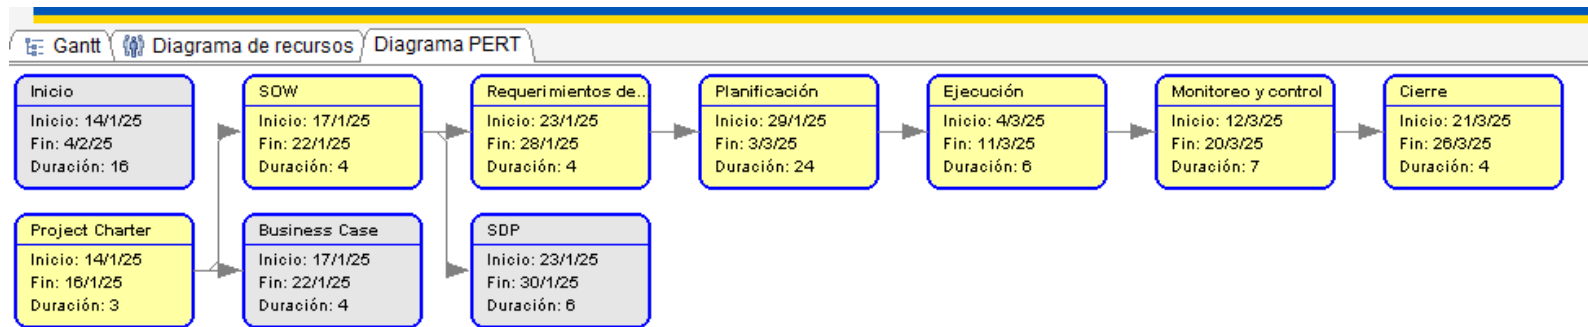 Gantt
Diagrama de recursos
Diagrama PERT
Inicio
Inicio: 14/1/25
Fin: 4/2/25
Duración: 16
SOW
Inicio: 17/1/25
Fin: 22/1/25
Duración: 4
Requerimientos de..
Inicio: 23/1/25
Fin: 28/1/25
Duración: 4
Planificación
Inicio: 29/1/25
Fin: 3/3/25
Duración: 24
Ejecución
Inicio: 4/3/25
Fin: 11/3/25
Duración: 6
Monitoreo y control
Inicio: 12/3/25
Fin: 20/3/25
Duración: 7
Cierre
Inicio: 21/3/25
Fin: 26/3/25
Duración: 4
Project Charter
Inicio: 14/1/25
Fin: 16/1/25
Duración: 3
Business Case
Inicio: 17/1/25
Fin: 22/1/25
Duración: 4
SDP
Inicio: 23/1/25
Fin: 30/1/25
Duración: 6